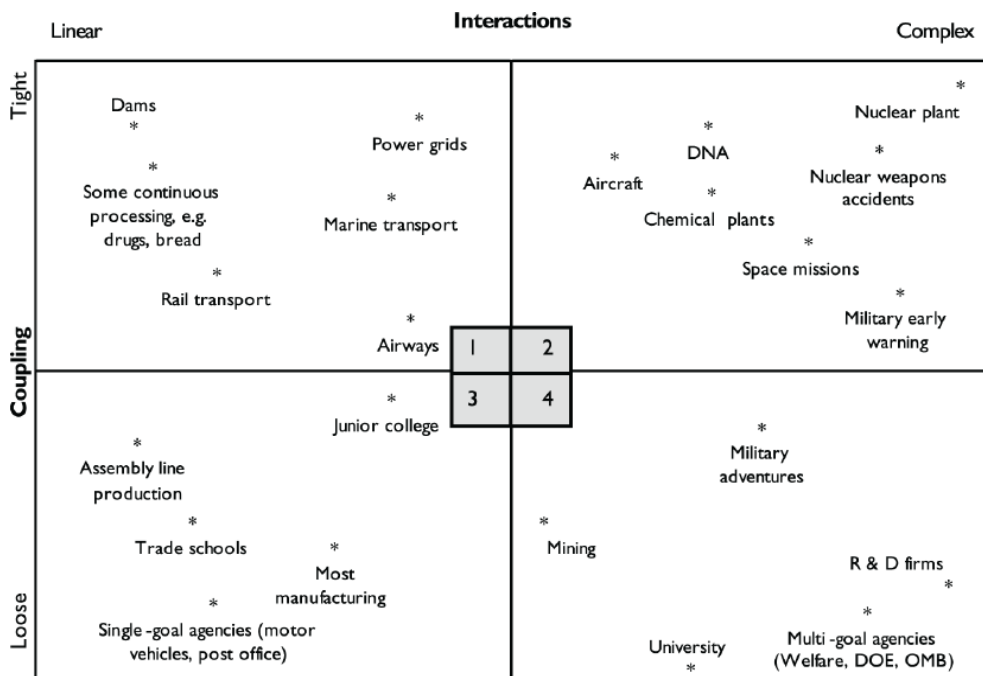 Interactions
Linear
Complex
Tight
Coupling
Loose
Dams
*
Power grids
*
Some continuous
processing, e.g.
drugs, bread
*
Marine transport
*
Rail transport
*
Airways
*
1
2
3
4
Nuclear plant
*
DNA
*
Aircraft
*
Nuclear weapons
accidents
*
Chemical plants
*
Space missions
*
Military early
warning
*
Junior college
*
Assembly line
production
*
Trade schools
*
Most
manufacturing
*
Single-goal agencies (motor
vehicles, post office)
*
Military
adventures
*
Mining
*
R & D firms
*
Multi-goal agencies
(Welfare, DOE, OMB)
*
University
*